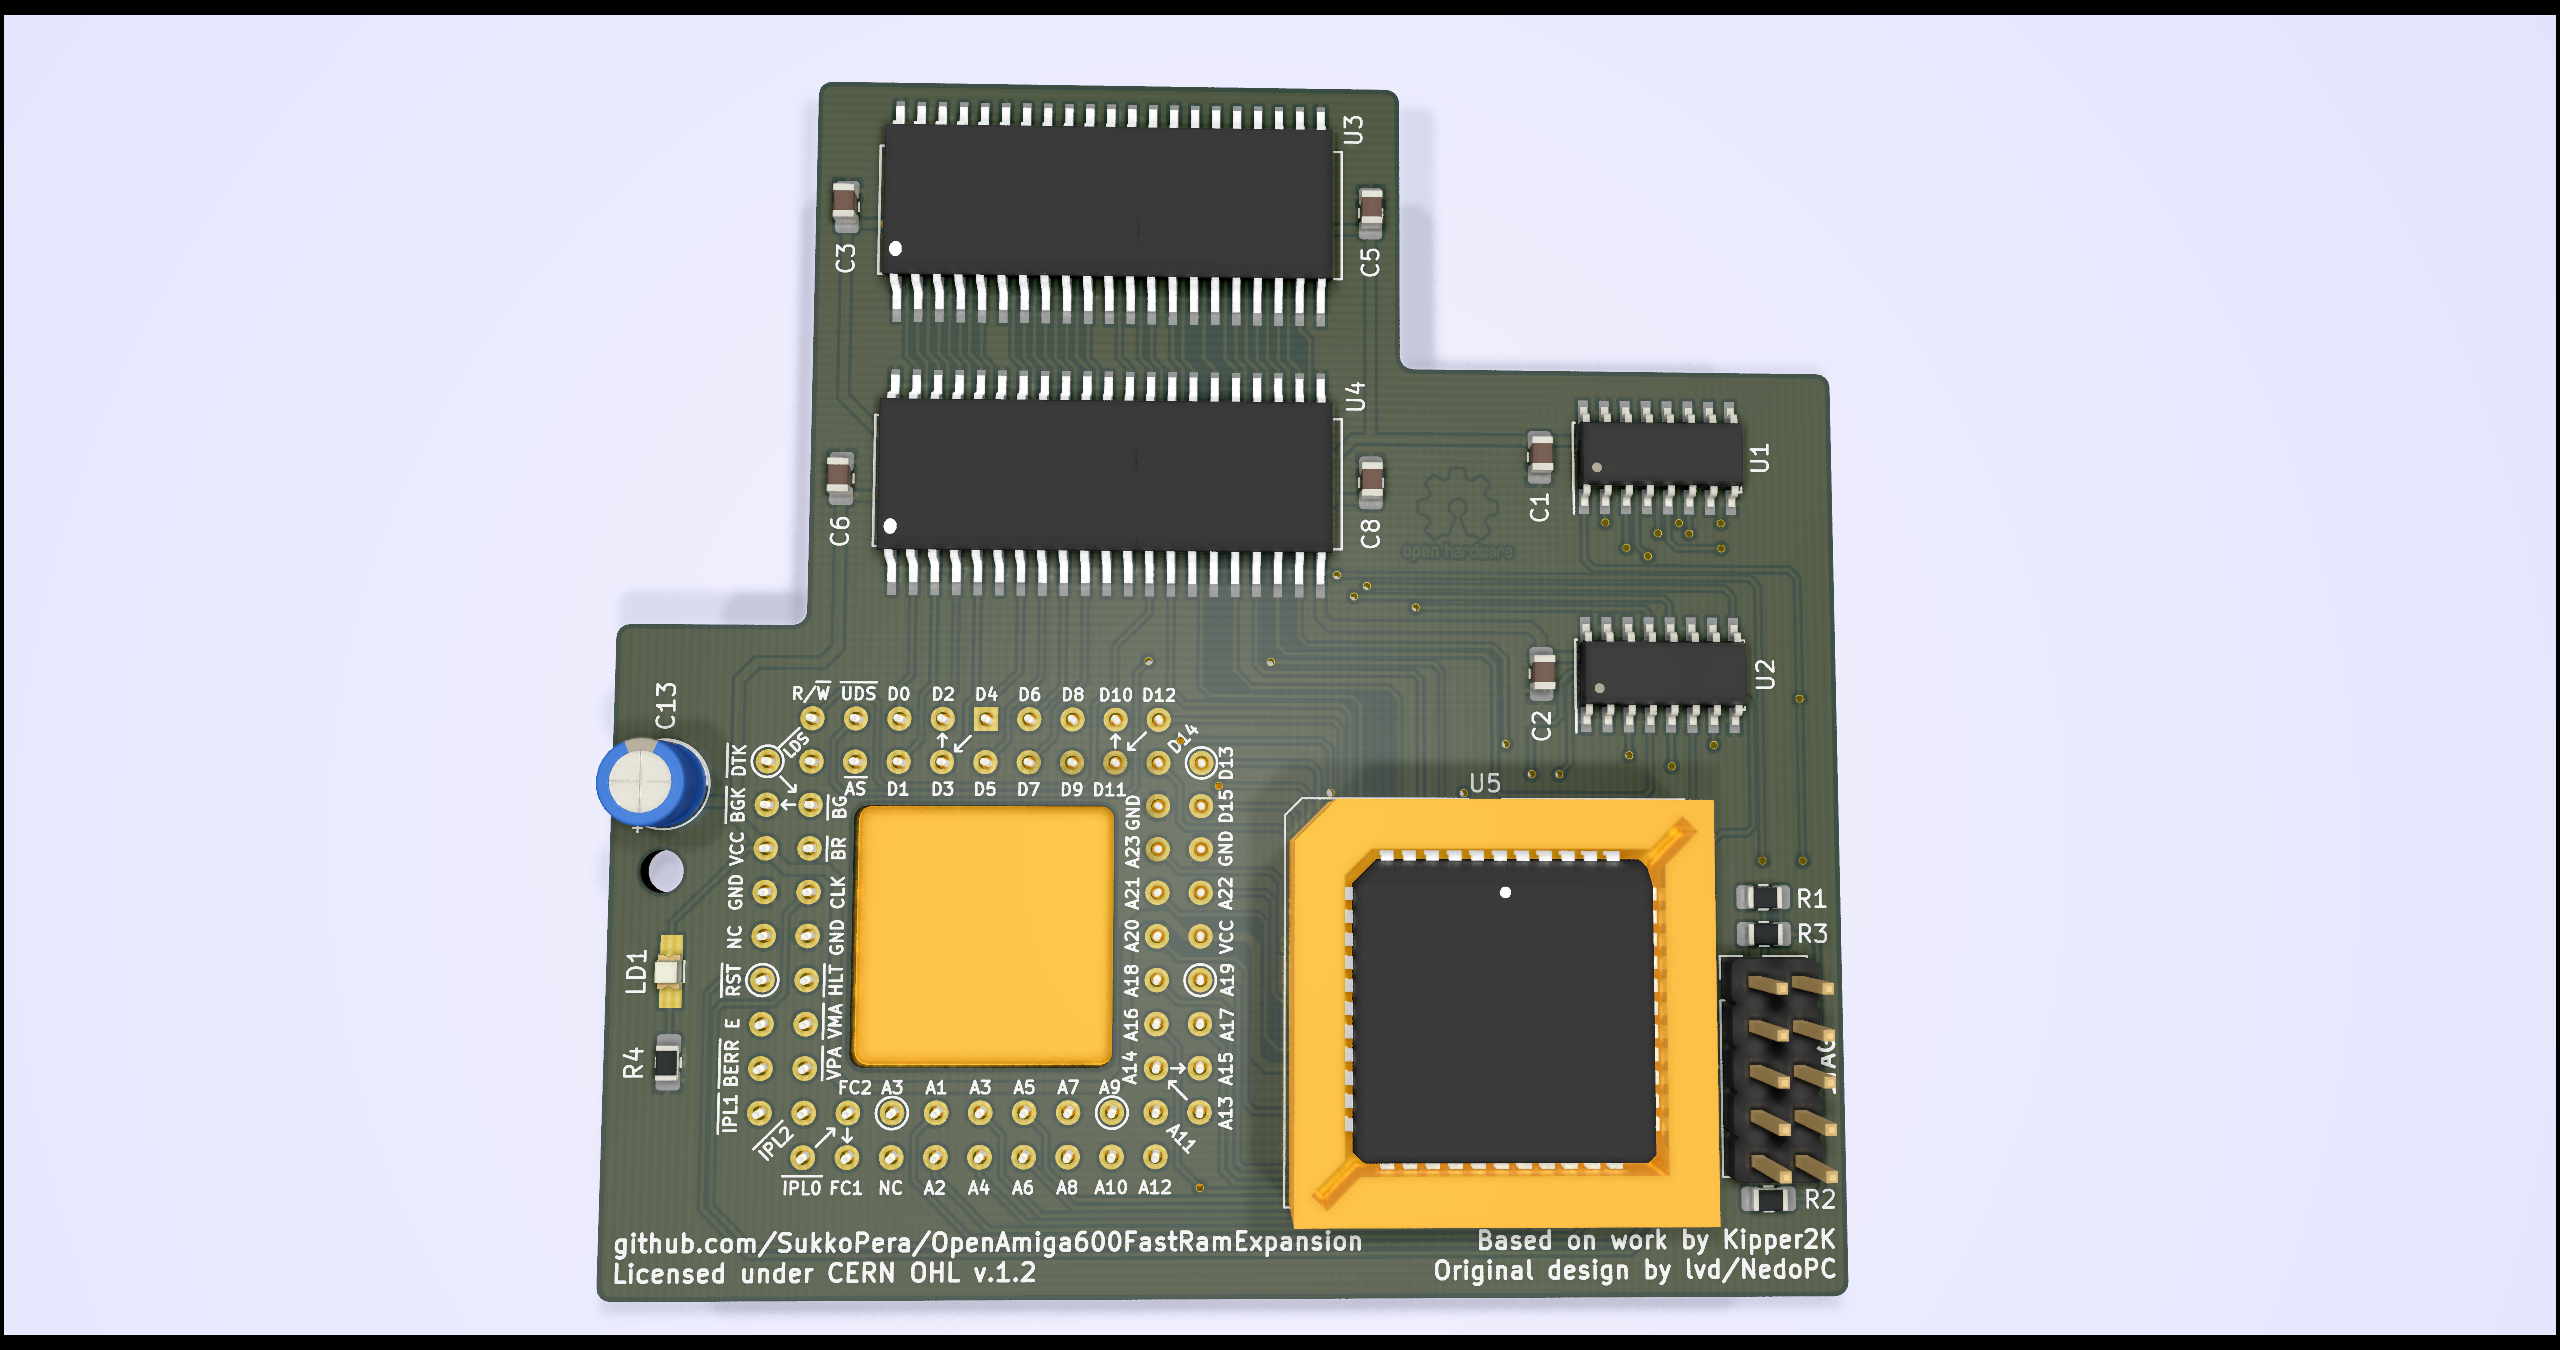 U3
C3
C5
U4
C6
C8
open hardware
C1
U1
C2
U2
C13
R/W UDS D0 D2 D4 D6 D8 D10 D12
DTK
LDS
D14
D13
AS D1 D3 D5 D7 D9 D11
BGK
BG
GND
D15
VCC
BR
A23
GND
GND
CLK
A21
A22
NC
GND
A20
VCC
RST
HLT
A18
A19
E
VMA
A16
A17
BERR
VPA
A14
A15
FC2 A3 A1 A3 A5 A7 A9
IPL1
IPL2
A11
A13
IPL0 FC1 NC A2 A4 A6 A8 A10 A12
LD1
R4
U5
R1
R3
R2
github.com/SukkoPera/OpenAmiga600FastRamExpansion
Licensed under CERN OHL v.1.2
Based on work by Kipper2K
Original design by lvd/NedoPC